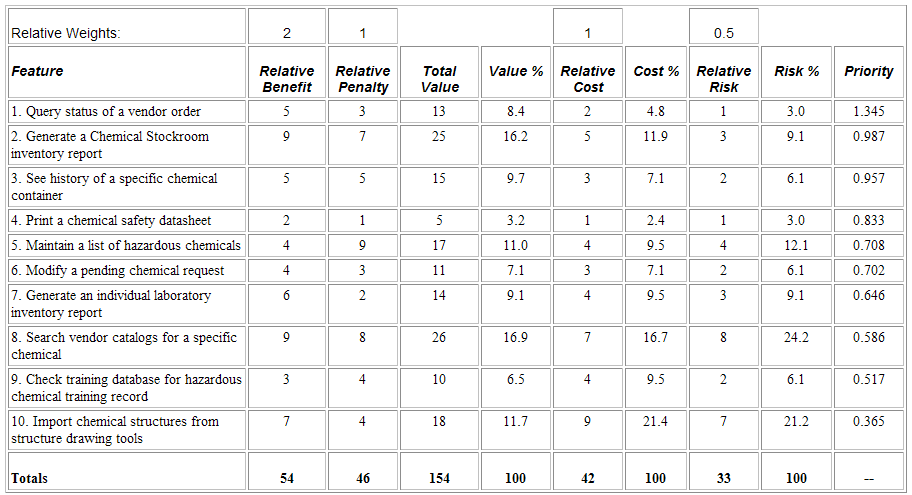 Relative Weights: 2 1 1 0.5
Feature Relative Benefit Relative Penalty Total Value Value % Relative Cost Cost % Relative Risk Risk % Priority
1. Query status of a vendor order 5 3 13 8.4 2 4.8 1 3.0 1.345
2. Generate a Chemical Stockroom inventory report 9 7 25 16.2 5 11.9 3 9.1 0.987
3. See history of a specific chemical container 5 5 15 9.7 3 7.1 2 6.1 0.957
4. Print a chemical safety datasheet 2 1 5 3.2 1 2.4 1 3.0 0.833
5. Maintain a list of hazardous chemicals 4 9 17 11.0 4 9.5 4 12.1 0.708
6. Modify a pending chemical request 4 3 11 7.1 3 7.1 2 6.1 0.702
7. Generate an individual laboratory inventory report 6 2 14 9.1 4 9.5 3 9.1 0.646
8. Search vendor catalogs for a specific chemical 9 8 26 16.9 7 16.7 8 24.2 0.586
9. Check training database for hazardous chemical training record 3 4 10 6.5 4 9.5 2 6.1 0.517
10. Import chemical structures from structure drawing tools 7 4 18 11.7 9 21.4 7 21.2 0.365
Totals 54 46 154 100 42 100 33 100 --